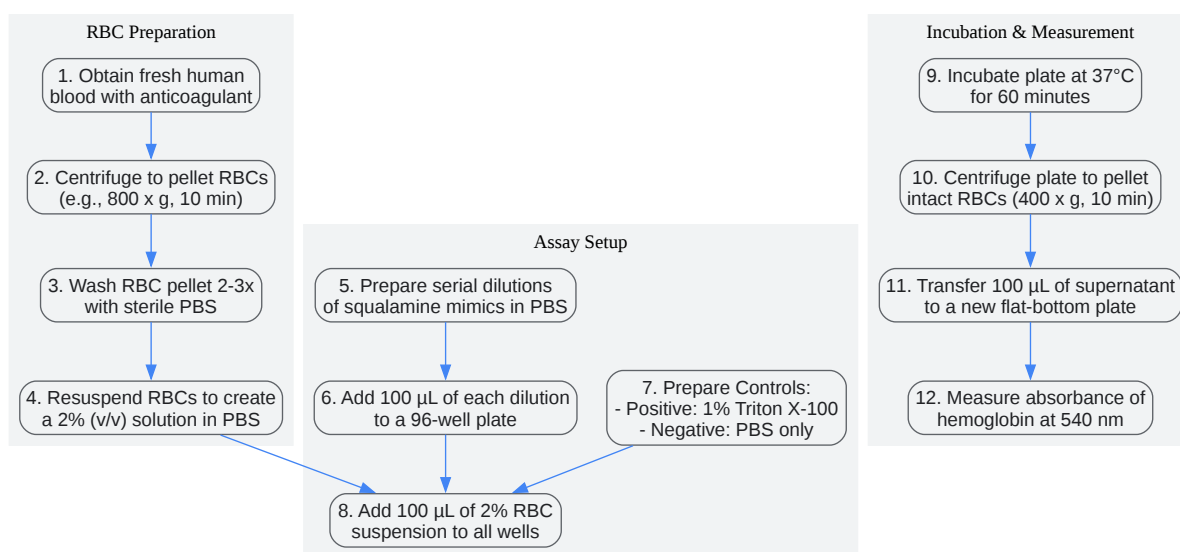 RBC Preparation
1. Obtain fresh human
blood with anticoagulant
2. Centrifuge to pellet RBCs
(e.g., 800 x g, 10 min)
3. Wash RBC pellet 2-3x
with sterile PBS
4. Resuspend RBCs to create
a 2% (v/v) solution in PBS
Assay Setup
5. Prepare serial dilutions
of squalamine mimics in PBS
6. Add 100 µL of each dilution
to a 96-well plate
7. Prepare Controls:
- Positive: 1% Triton X-100
- Negative: PBS only
8. Add 100 µL of 2% RBC
suspension to all wells
Incubation & Measurement
9. Incubate plate at 37°C
for 60 minutes
10. Centrifuge plate to pellet
intact RBCs (400 x g, 10 min)
11. Transfer 100 µL of supernatant
to a new flat-bottom plate
12. Measure absorbance of
hemoglobin at 540 nm